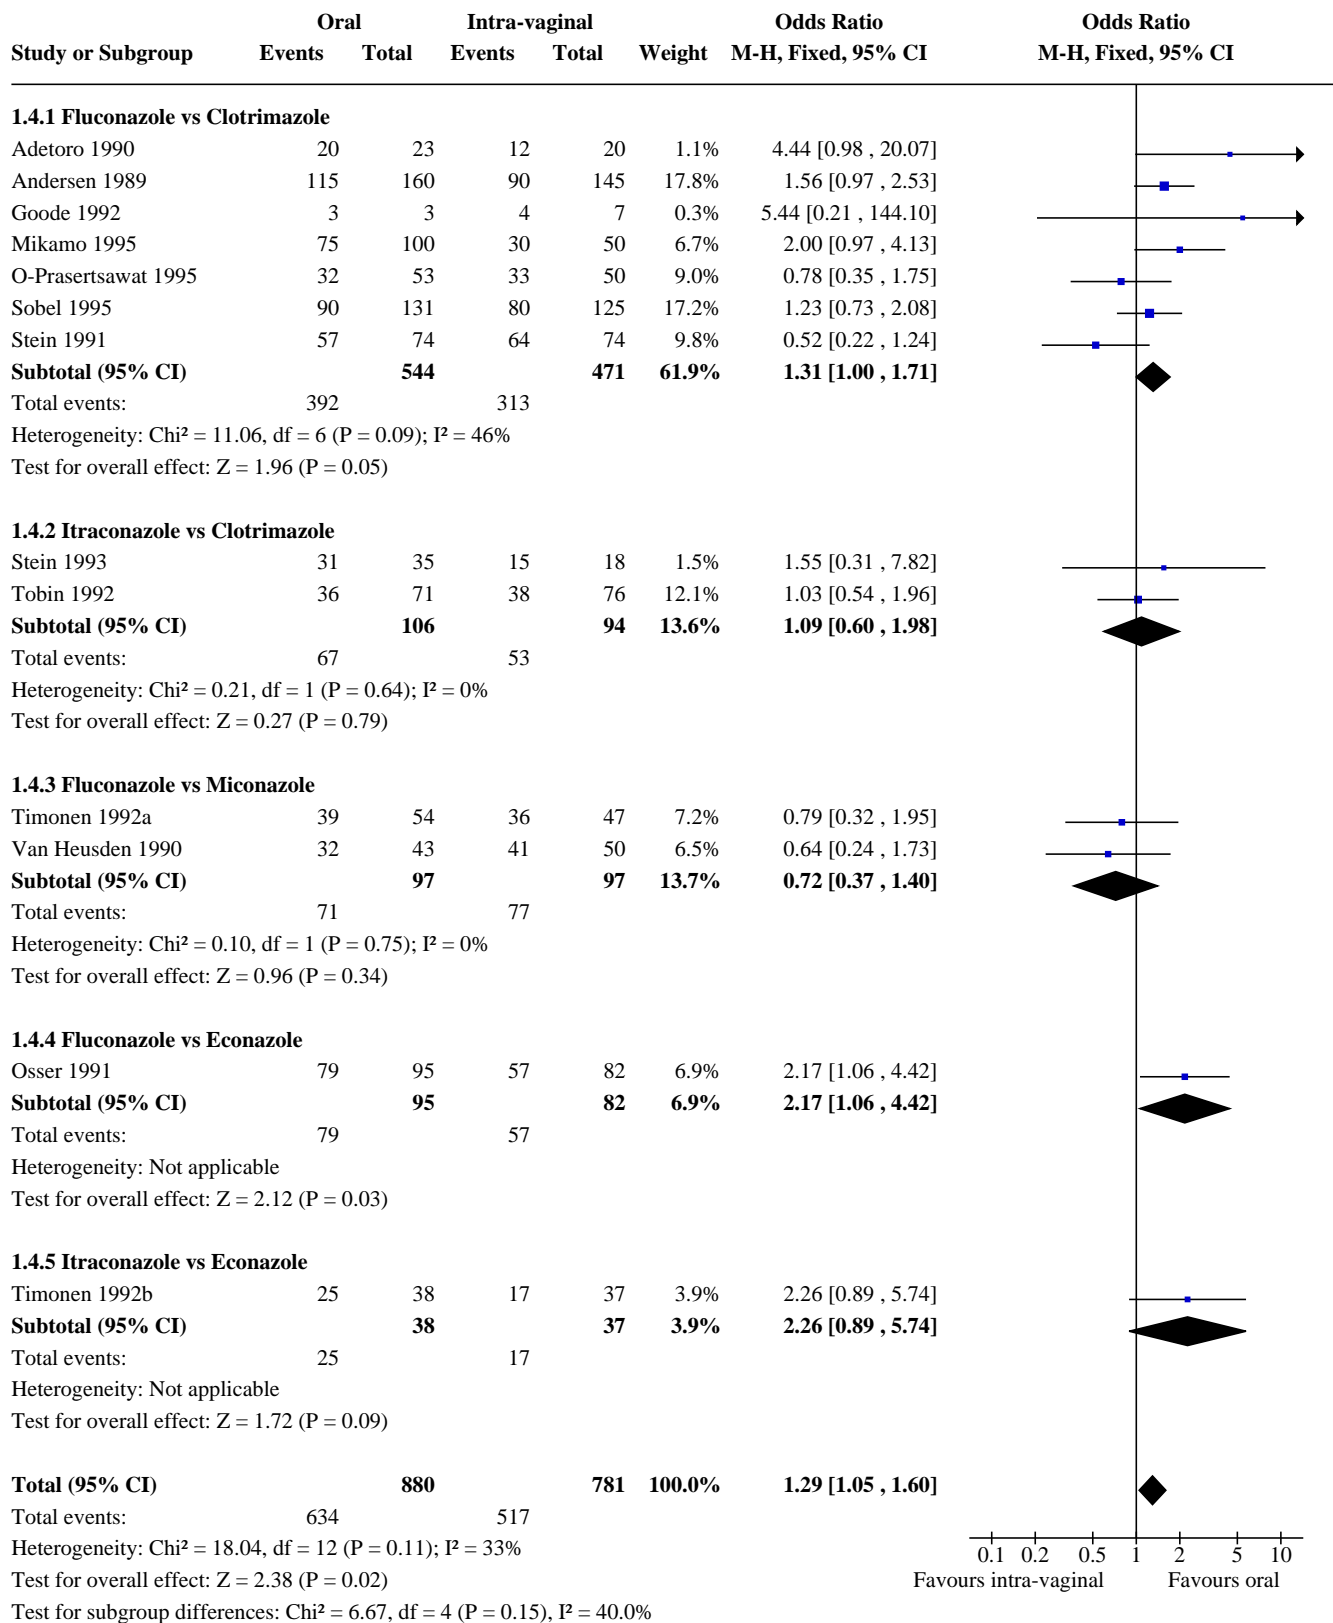 Oral Intra-vaginal Odds Ratio Odds Ratio
Study or Subgroup Events Total Events Total Weight M-H, Fixed, 95% CI M-H, Fixed, 95% CI
1.4.1 Fluconazole vs Clotrimazole
Adetoro 1990 20 23 12 20 1.1% 4.44 [0.98 , 20.07]
Andersen 1989 115 160 90 145 17.8% 1.56 [0.97 , 2.53]
Goode 1992 3 3 4 7 0.3% 5.44 [0.21 , 144.10]
Mikamo 1995 75 100 30 50 6.7% 2.00 [0.97 , 4.13]
O-Prasertsawat 1995 32 53 33 50 9.0% 0.78 [0.35 , 1.75]
Sobel 1995 90 131 80 125 17.2% 1.23 [0.73 , 2.08]
Stein 1991 57 74 64 74 9.8% 0.52 [0.22 , 1.24]
Subtotal (95% CI) 544 471 61.9% 1.31 [1.00 , 1.71]
Total events: 392 313
Heterogeneity: Chi² = 11.06, df = 6 (P = 0.09); I² = 46%
Test for overall effect: Z = 1.96 (P = 0.05)
1.4.2 Itraconazole vs Clotrimazole
Stein 1993 31 35 15 18 1.5% 1.55 [0.31 , 7.82]
Tobin 1992 36 71 38 76 12.1% 1.03 [0.54 , 1.96]
Subtotal (95% CI) 106 94 13.6% 1.09 [0.60 , 1.98]
Total events: 67 53
Heterogeneity: Chi² = 0.21, df = 1 (P = 0.64); I² = 0%
Test for overall effect: Z = 0.27 (P = 0.79)
1.4.3 Fluconazole vs Miconazole
Timonen 1992a 39 54 36 47 7.2% 0.79 [0.32 , 1.95]
Van Heusden 1990 32 43 41 50 6.5% 0.64 [0.24 , 1.73]
Subtotal (95% CI) 97 97 13.7% 0.72 [0.37 , 1.40]
Total events: 71 77
Heterogeneity: Chi² = 0.10, df = 1 (P = 0.75); I² = 0%
Test for overall effect: Z = 0.96 (P = 0.34)
1.4.4 Fluconazole vs Econazole
Osser 1991 79 95 57 82 6.9% 2.17 [1.06 , 4.42]
Subtotal (95% CI) 95 82 6.9% 2.17 [1.06 , 4.42]
Total events: 79 57
Heterogeneity: Not applicable
Test for overall effect: Z = 2.12 (P = 0.03)
1.4.5 Itraconazole vs Econazole
Timonen 1992b 25 38 17 37 3.9% 2.26 [0.89 , 5.74]
Subtotal (95% CI) 38 37 3.9% 2.26 [0.89 , 5.74]
Total events: 25 17
Heterogeneity: Not applicable
Test for overall effect: Z = 1.72 (P = 0.09)
Total (95% CI) 880 781 100.0% 1.29 [1.05 , 1.60]
Total events: 634 517
Heterogeneity: Chi² = 18.04, df = 12 (P = 0.11); I² = 33%
0.1 0.2 0.5 1 2 5 10
Test for overall effect: Z = 2.38 (P = 0.02)
Favours intra-vaginal Favours oral
Test for subgroup differences: Chi² = 6.67, df = 4 (P = 0.15), I² = 40.0%